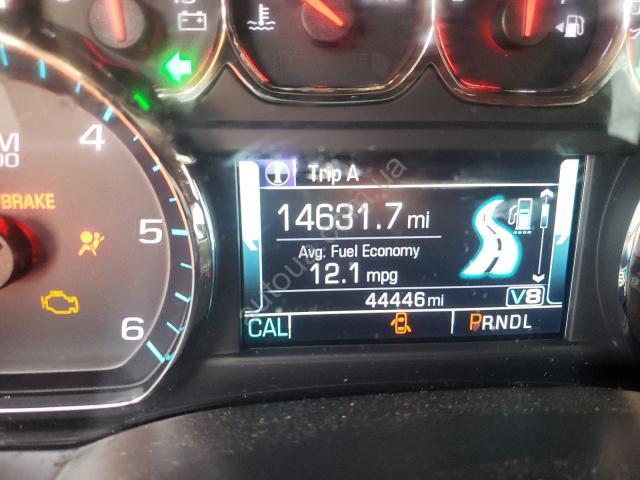 4
BRAKE
5
6
Trip A
14631.7 mi
Avg. Fuel Economy
12.1 mpg
44446 mi
V8
CAL
PRNDL